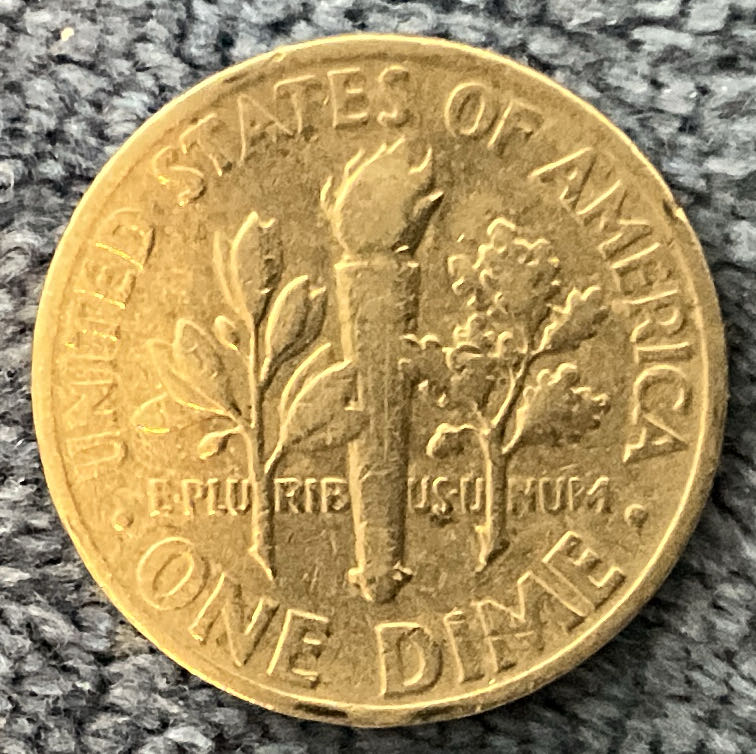 UNITED STATES OF AMERICA
E·PLURIBUS·UNUM
· ONE DIME ·